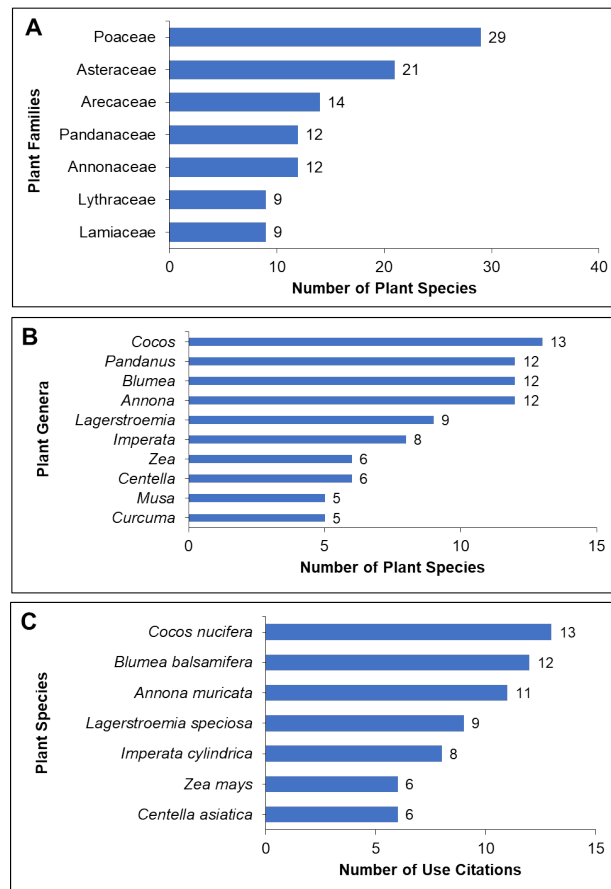 A
Plant Families
Poaceae 29
Asteraceae 21
Arecaceae 14
Pandanaceae 12
Annonaceae 12
Lythraceae 9
Lamiaceae 9
0 10 20 30 40
Number of Plant Species
B
Plant Genera
Cocos 13
Pandanus 12
Blumea 12
Annona 12
Lagerstroemia 9
Imperata 8
Zea 6
Centella 6
Musa 5
Curcuma 5
0 5 10 15
Number of Plant Species
C
Plant Species
Cocos nucifera 13
Blumea balsamifera 12
Annona muricata 11
Lagerstroemia speciosa 9
Imperata cylindrica 8
Zea mays 6
Centella asiatica 6
0 5 10 15
Number of Use Citations